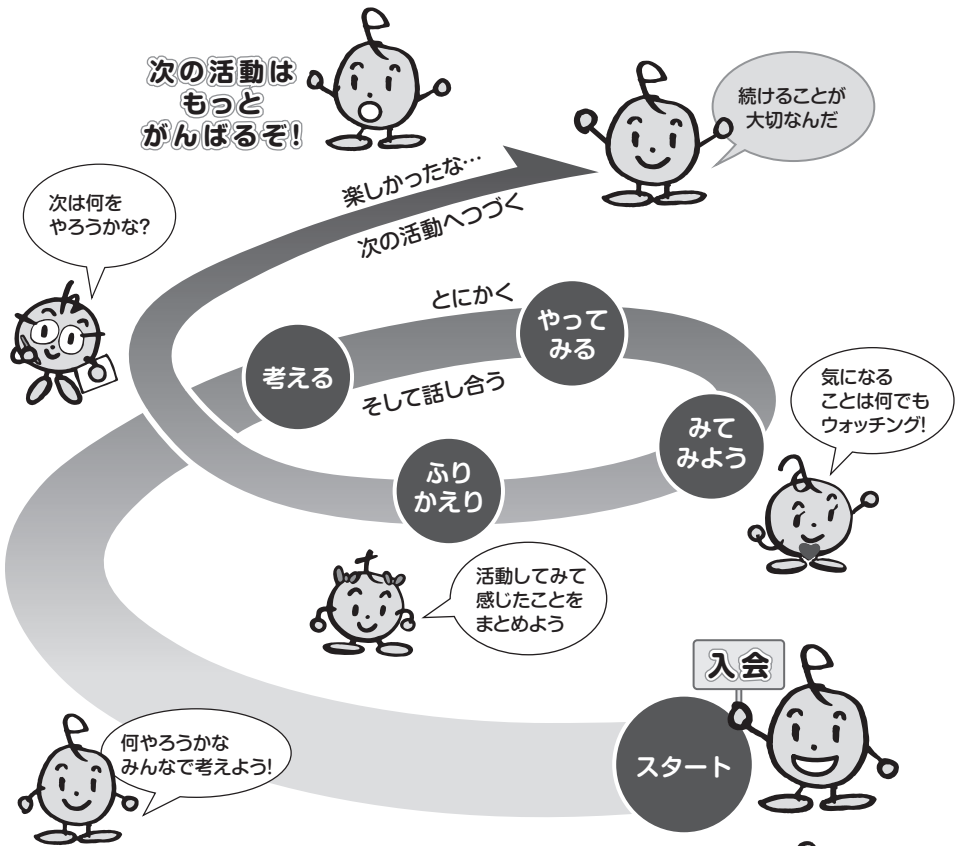 次の活動は
もっと
がんばるぞ!
続けることが
大切なんだ
楽しかったな…
次の活動へつづく
次は何を
やろうかな?
とにかく
やって
みる
考える
そして話し合う
気になる
ことは何でも
ウォッチング!
みて
みよう
ふり
かえり
活動してみて
感じたことを
まとめよう
入会
スタート
何やろうかな
みんなで考えよう!